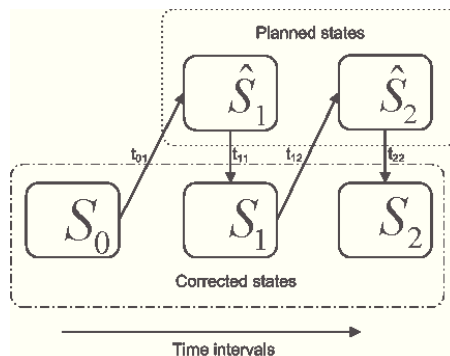 Planned states
Ŝ₁ Ŝ₂
t₀₁ t₁₁ t₁₂ t₂₂
S₀ S₁ S₂
Corrected states
Time intervals